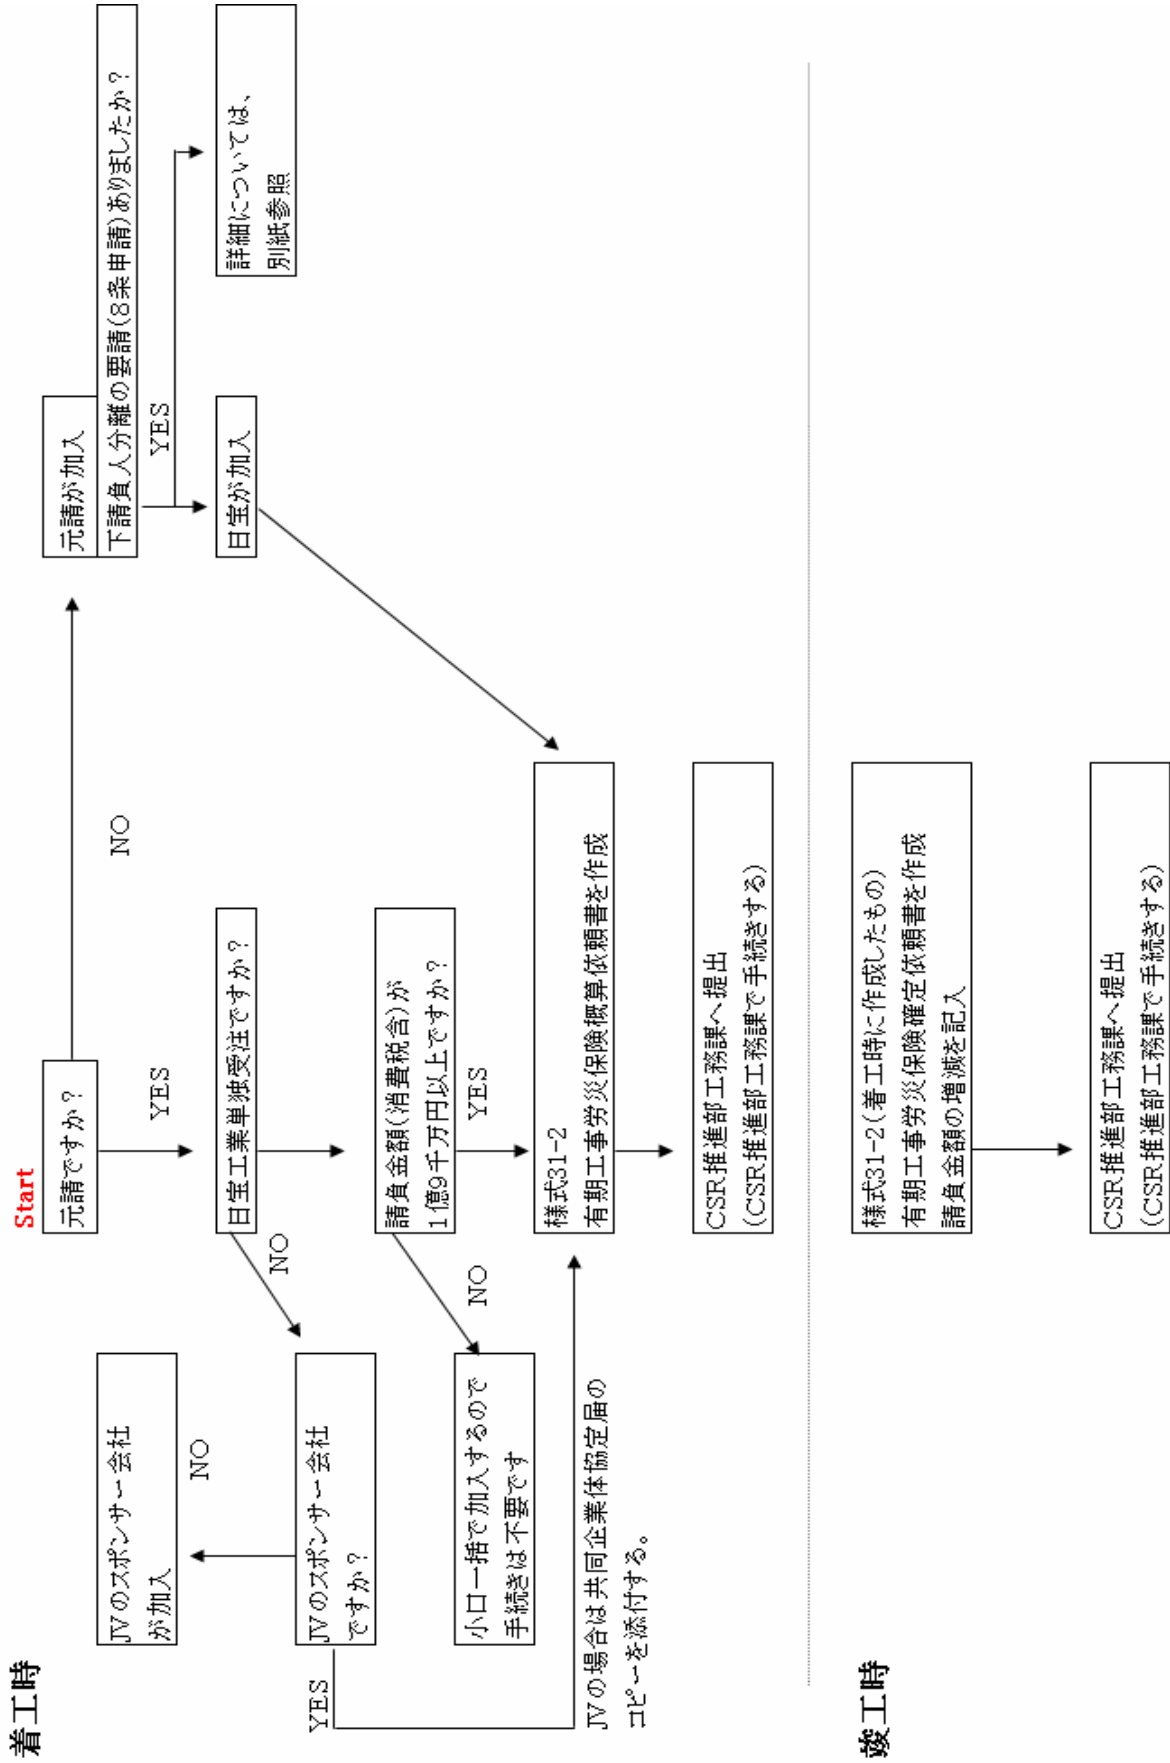 着工時
Start
元請ですか？
NO
元請が加入
下請負人分離の要請(8条申請)ありましたか？
YES
YES
JVのスポンサー会社
が加入
NO
日宝工業単独受注ですか？
日宝が加入
詳細については、
別紙参照
NO
JVのスポンサー会社
ですか？
YES
請負金額(消費税含)が
1億9千万円以上ですか？
YES
NO
小口一括で加入するので
手続きは不要です
様式31-2
有期工事労災保険概算依頼書を作成
JVの場合は共同企業体協定届の
コピーを添付する。
CSR推進部工務課へ提出
(CSR推進部工務課で手続きする)
竣工時
様式31-2(着工時に作成したもの)
有期工事労災保険確定依頼書を作成
請負金額の増減を記入
CSR推進部工務課へ提出
(CSR推進部工務課で手続きする)